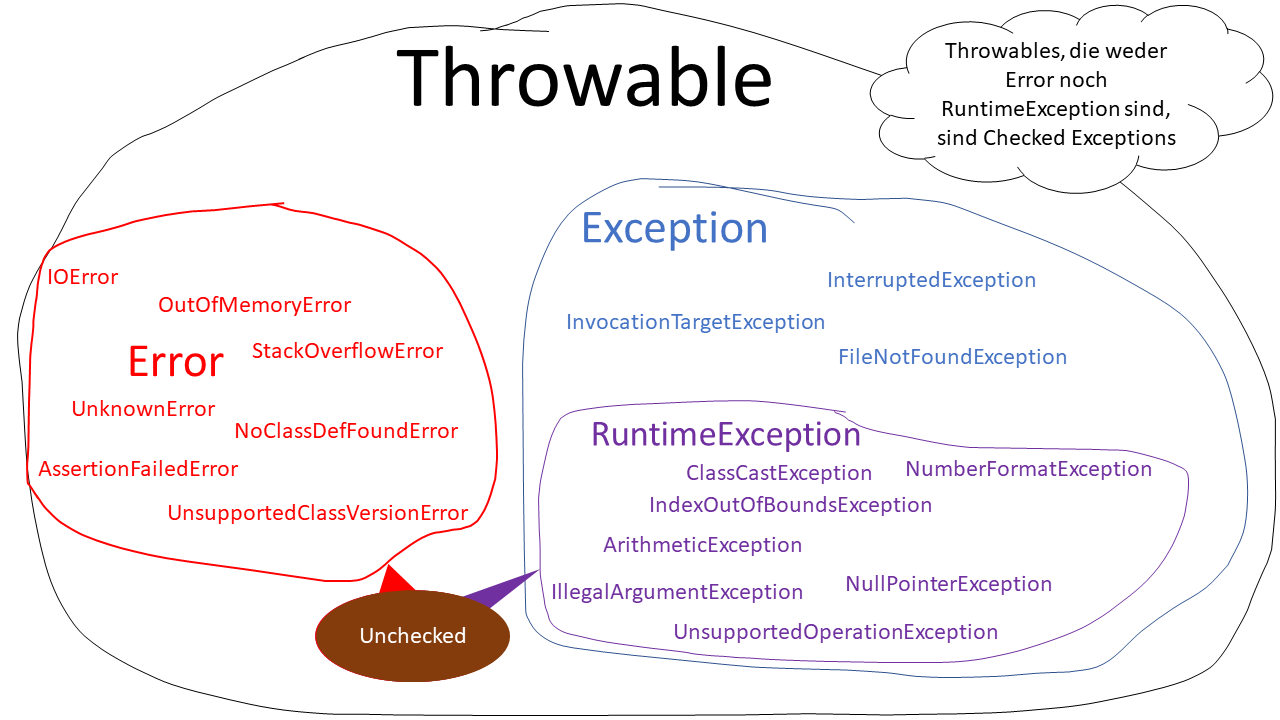 Throwable
Throwables, die weder
Error noch
RuntimeException sind,
sind Checked Exceptions
IOError
OutOfMemoryError
Error
StackOverflowError
UnknownError
NoClassDefFoundError
AssertionFailedError
UnsupportedClassVersionError
Exception
InterruptedException
InvocationTargetException
FileNotFoundException
RuntimeException
ClassCastException
NumberFormatException
IndexOutOfBoundsException
ArithmeticException
IllegalArgumentException
NullPointerException
UnsupportedOperationException
Unchecked